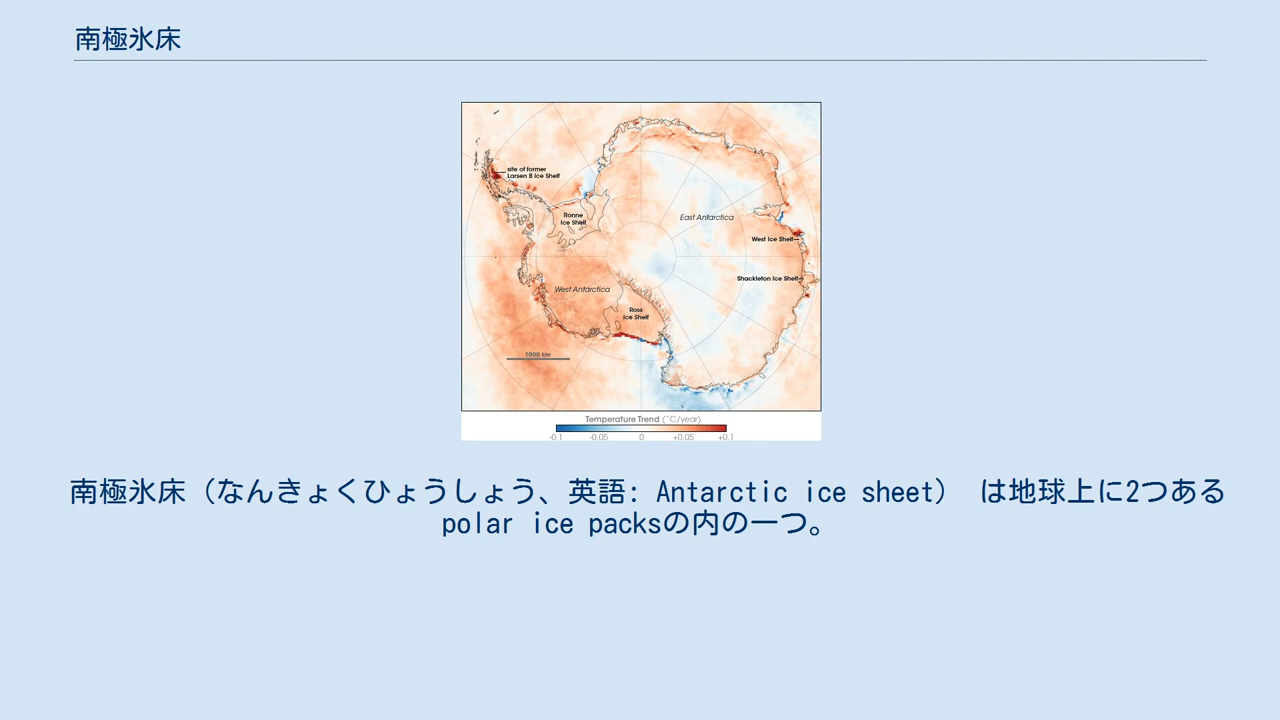 南極氷床
site of former
Larsen B Ice Shelf
Ronne
Ice Shelf
East Antarctica
West Ice Shelf
Shackleton Ice Shelf
West Antarctica
Ross
Ice Shelf
1000 km
Temperature Trend (°C/year)
-0.1 -0.05 0 +0.05 +0.1
南極氷床（なんきょくひょうしょう、英語: Antarctic ice sheet） は地球上に2つある
polar ice packsの内の一つ。